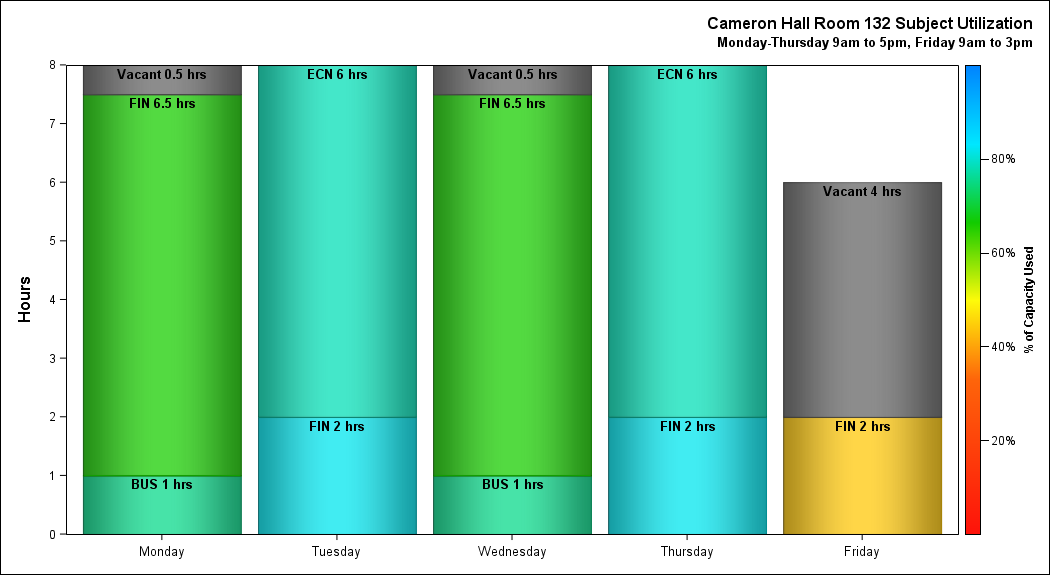 Cameron Hall Room 132 Subject Utilization
Monday-Thursday 9am to 5pm, Friday 9am to 3pm
8
7
6
5
4
3
2
1
0
Hours
Vacant 0.5 hrs
FIN 6.5 hrs
BUS 1 hrs
ECN 6 hrs
FIN 2 hrs
Vacant 0.5 hrs
FIN 6.5 hrs
BUS 1 hrs
ECN 6 hrs
FIN 2 hrs
Vacant 4 hrs
FIN 2 hrs
Monday
Tuesday
Wednesday
Thursday
Friday
80%
60%
40%
20%
% of Capacity Used